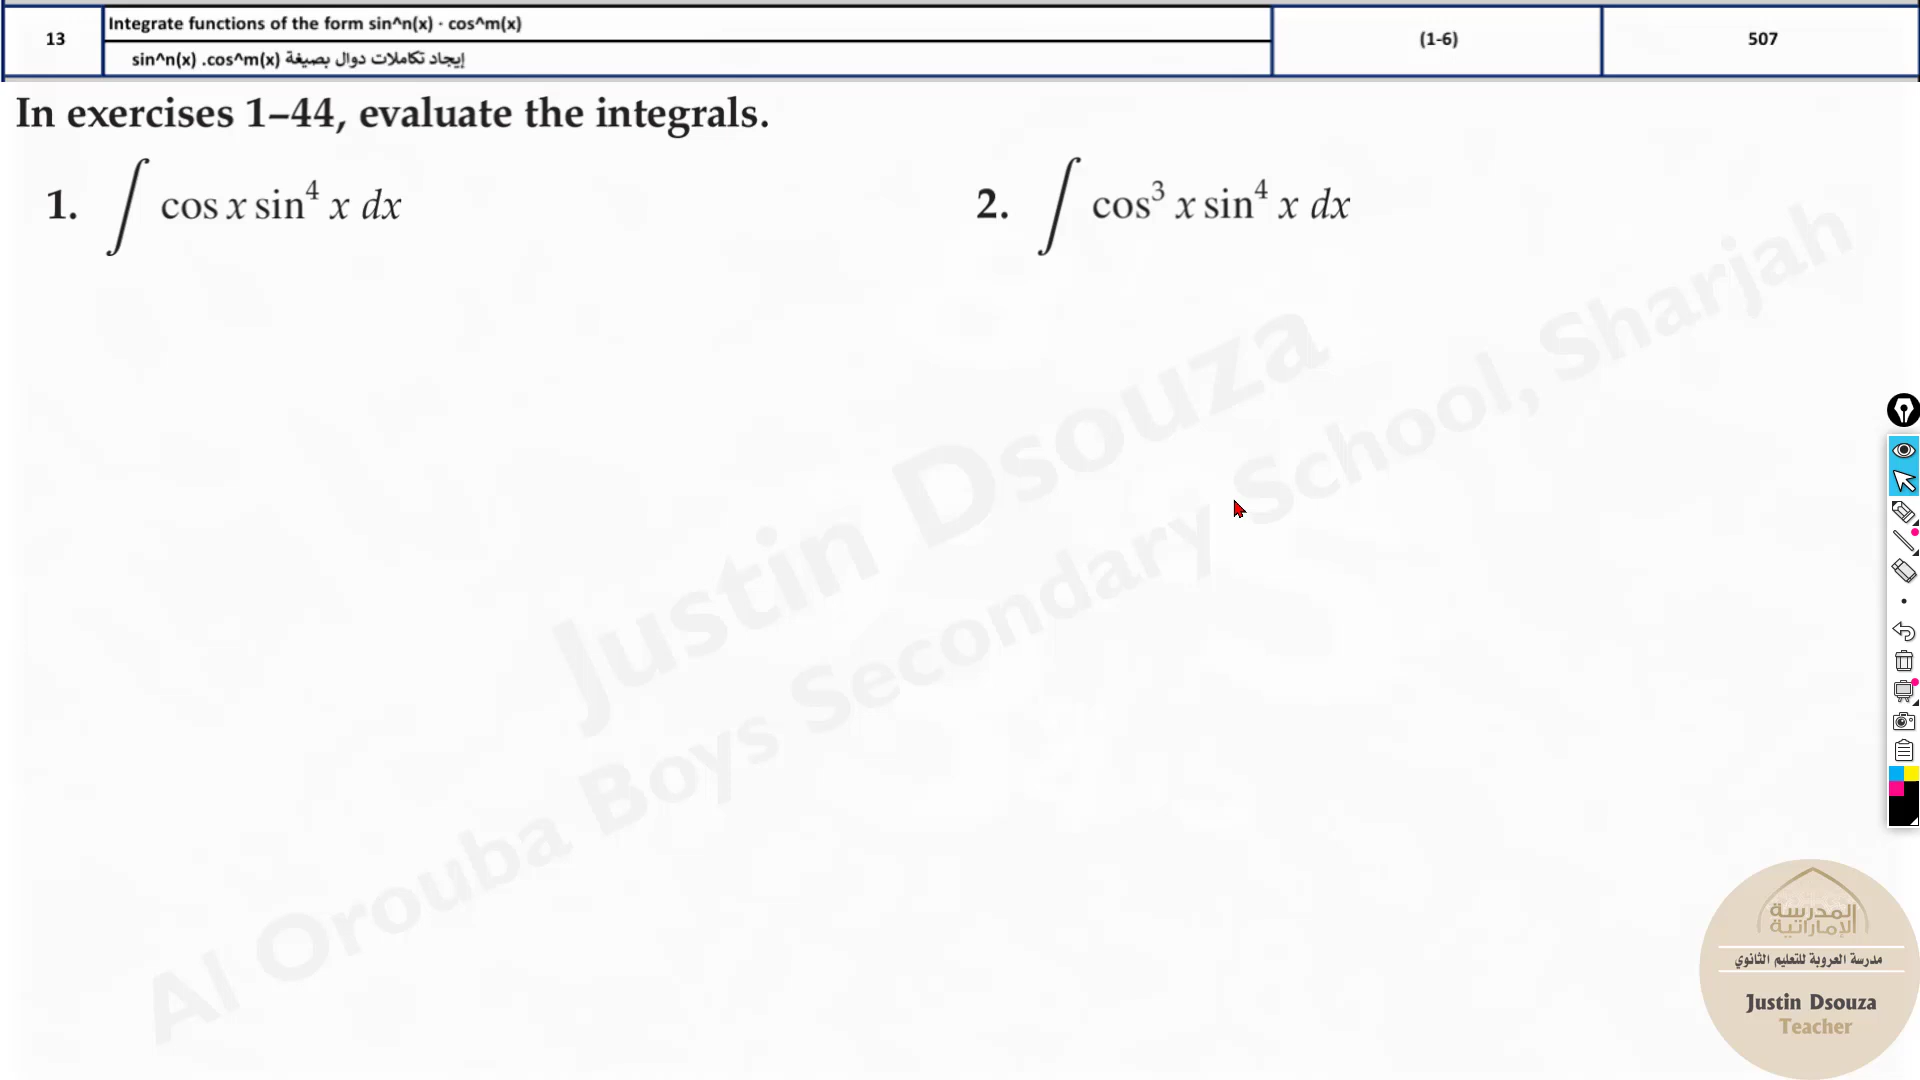 13
Integrate functions of the form sin^n(x) · cos^m(x)
إيجاد تكاملات دوال بصيغة sin^n(x) .cos^m(x)
(1-6)
507
In exercises 1–44, evaluate the integrals.
1. ∫ cos x sin⁴ x dx
2. ∫ cos³ x sin⁴ x dx
Justin Dsouza
Al Orouba Boys Secondary School, Sharjah
المدرسة
الإماراتية
مدرسة العروبة للتعليم الثانوي
Justin Dsouza
Teacher